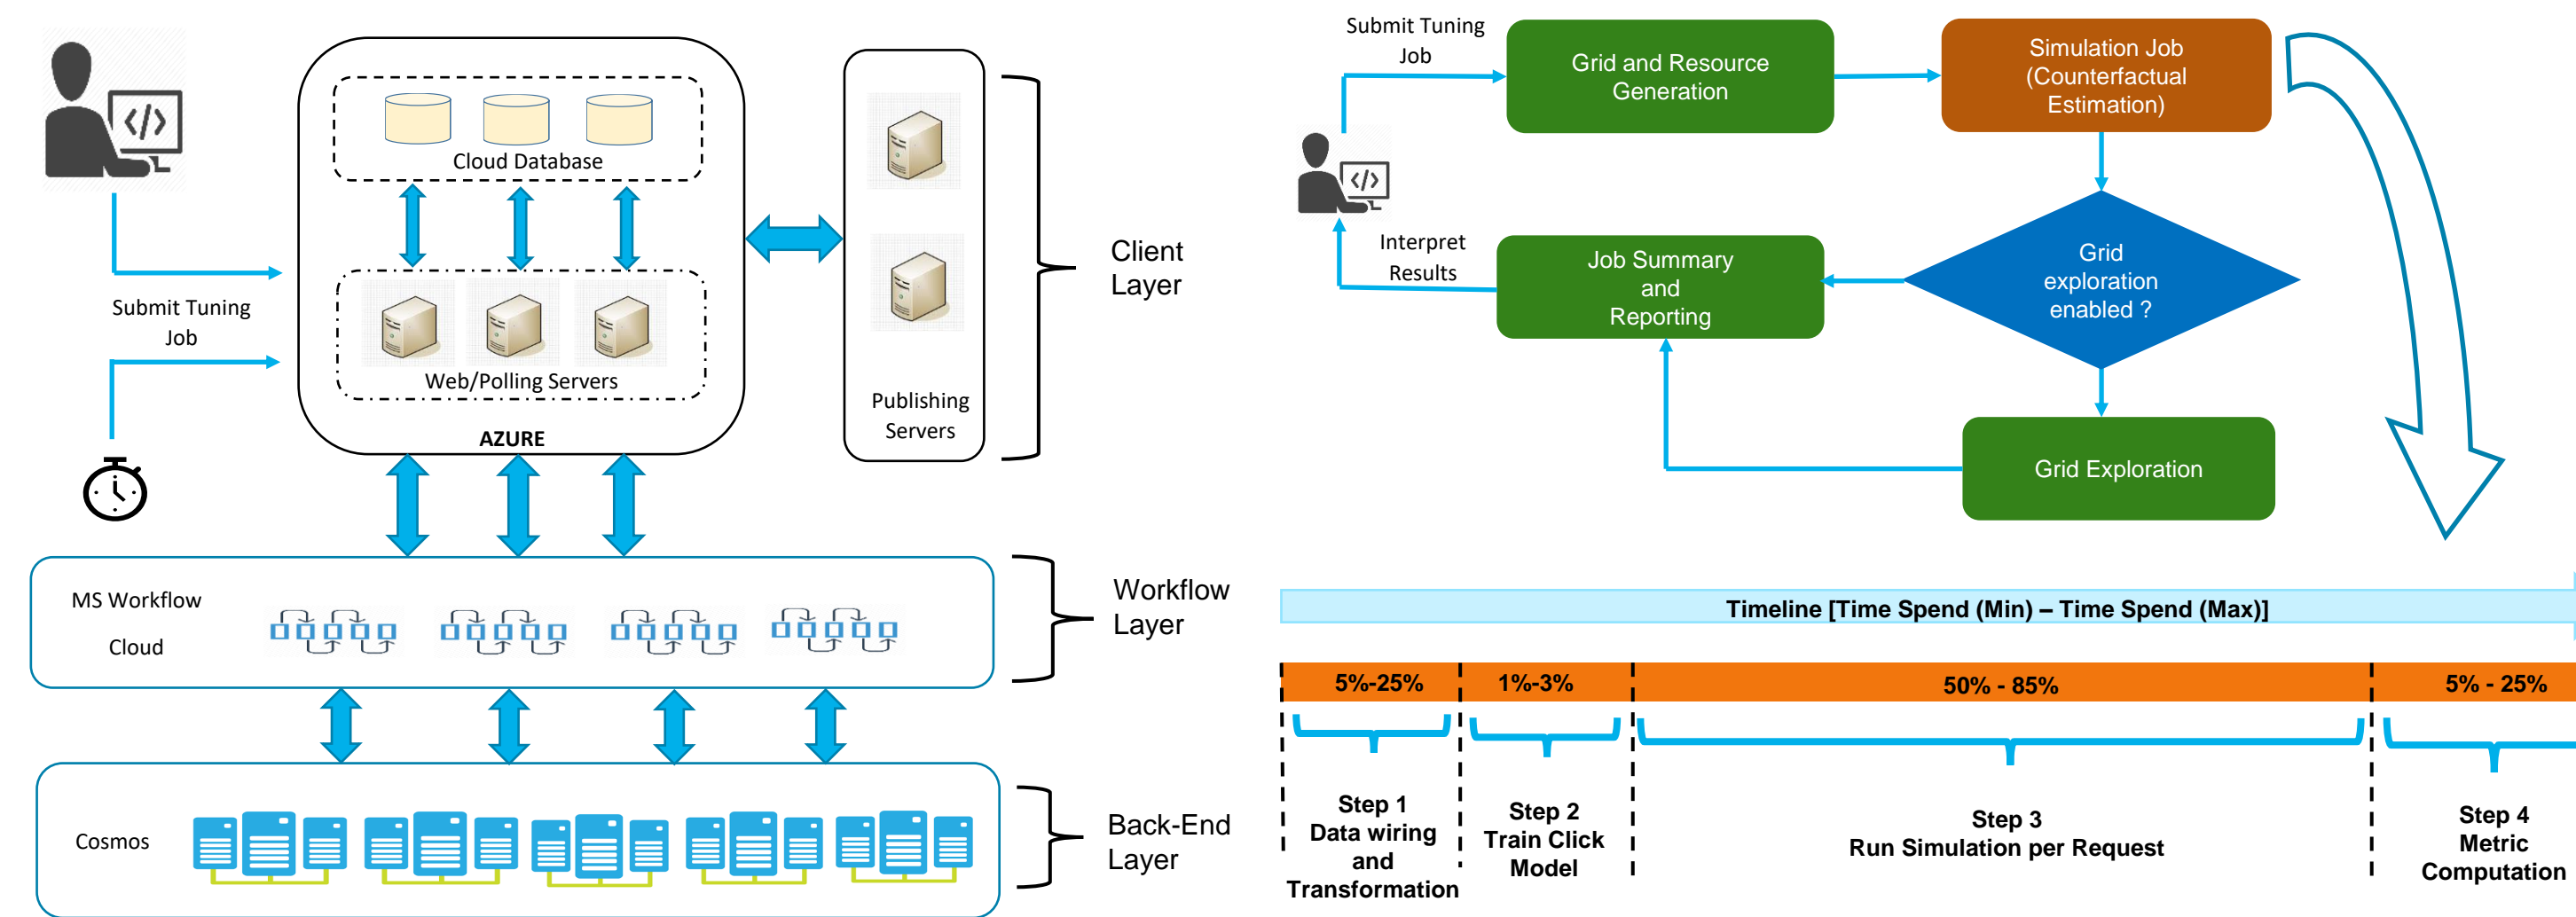 Cloud Database
Web/Polling Servers
AZURE
Submit Tuning
Job
Publishing
Servers
Client
Layer
MS Workflow
Cloud
Workflow
Layer
Cosmos
Back-End
Layer
Submit Tuning
Job
Grid and Resource
Generation
Simulation Job
(Counterfactual
Estimation)
Grid
exploration
enabled ?
Interpret
Results
Job Summary
and
Reporting
Grid Exploration
Timeline [Time Spend (Min) – Time Spend (Max)]
5%-25%
1%-3%
50% - 85%
5% - 25%
Step 1
Data wiring
and
Transformation
Step 2
Train Click
Model
Step 3
Run Simulation per Request
Step 4
Metric
Computation